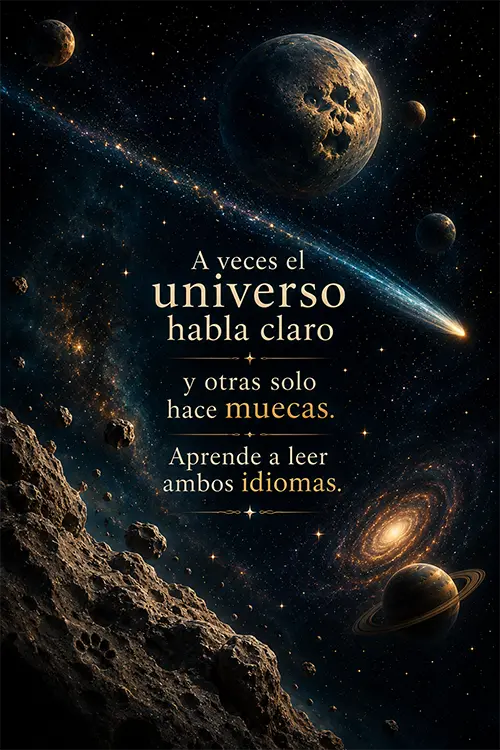 A veces el
universo
habla claro
y otras solo
hace muecas.
Aprende a leer
ambos idiomas.